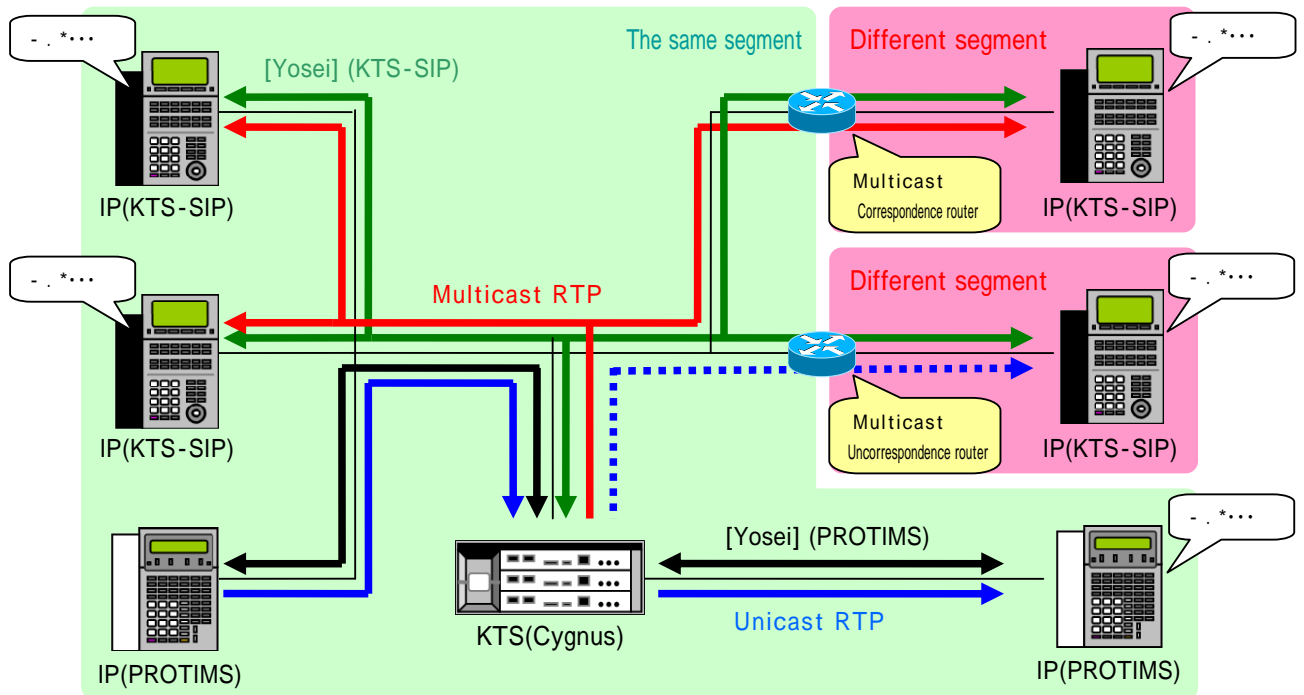 - . *･･･
The same segment
Different segment
- . *･･･
[Yosei] (KTS-SIP)
IP(KTS-SIP)
Multicast
Correspondence router
IP(KTS-SIP)
- . *･･･
Multicast RTP
Different segment
- . *･･･
IP(KTS-SIP)
Multicast
Uncorrespondence router
IP(KTS-SIP)
[Yosei] (PROTIMS)
- . *･･･
KTS(Cygnus)
Unicast RTP
IP(PROTIMS)
IP(PROTIMS)